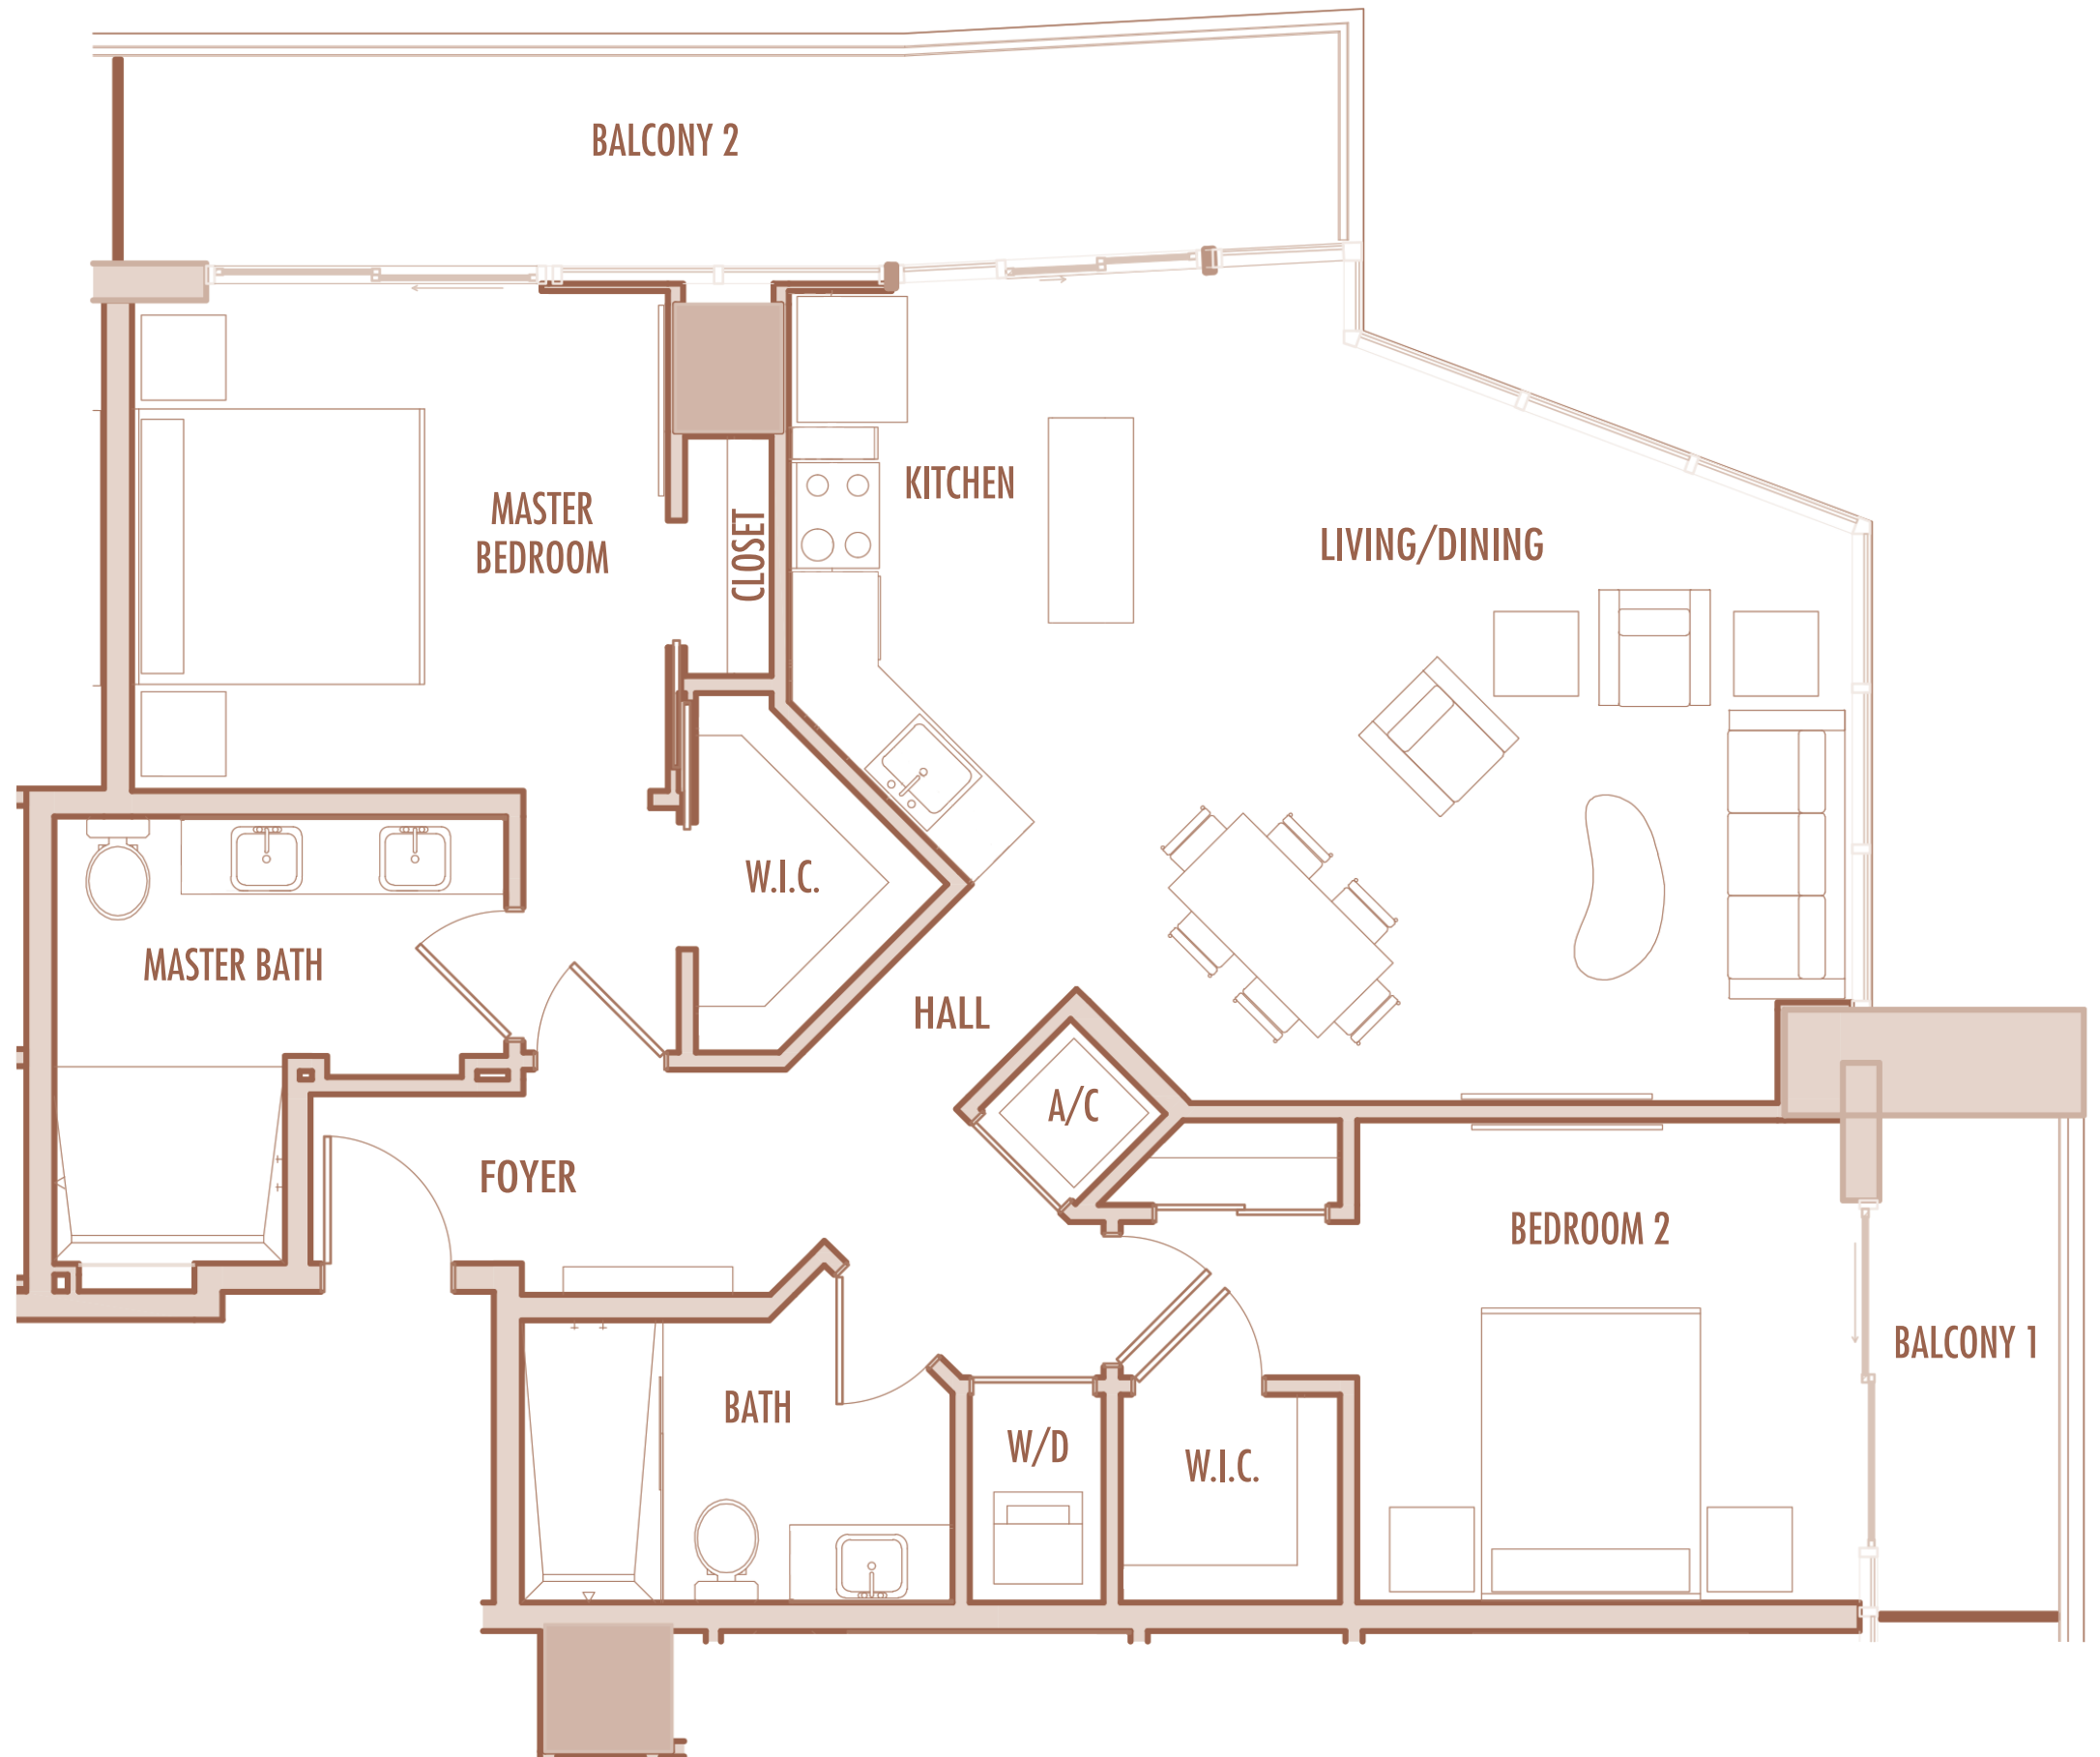 BALCONY 2
KITCHEN
MASTER
BEDROOM
CLOSET
LIVING/DINING
W.I.C.
MASTER BATH
HALL
A/C
FOYER
BEDROOM 2
BALCONY 1
BATH
W/D
W.I.C.